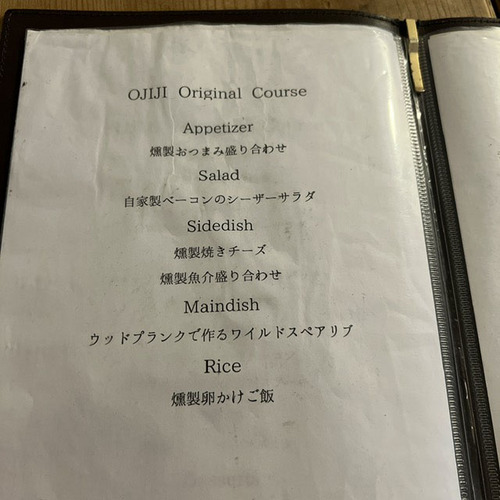 OJIJI Original Course
Appetizer
燻製おつまみ盛り合わせ
Salad
自家製ベーコンのシーザーサラダ
Sidedish
燻製焼きチーズ
燻製魚介盛り合わせ
Maindish
ウッドプランクで作るワイルドスペアリブ
Rice
燻製卵かけご飯